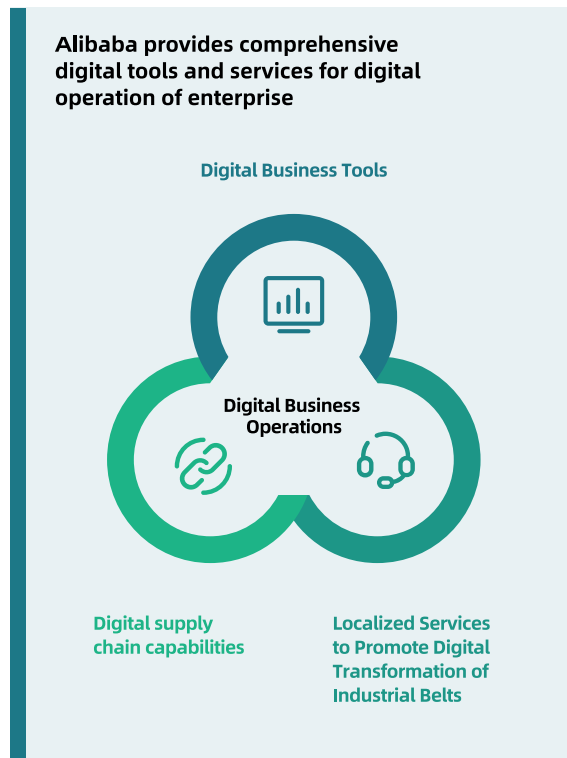 Alibaba provides comprehensive
digital tools and services for digital
operation of enterprise
Digital Business Tools
Digital Business
Operations
Digital supply
chain capabilities
Localized Services
to Promote Digital
Transformation of
Industrial Belts